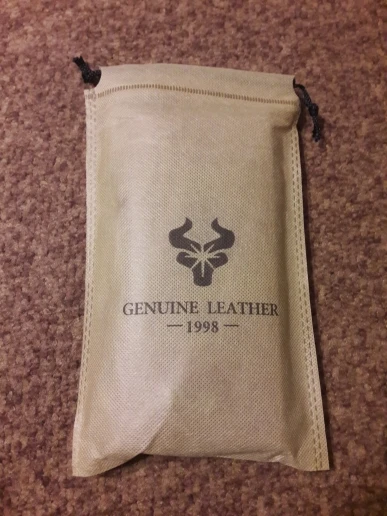 GENUINE LEATHER
— 1998 —